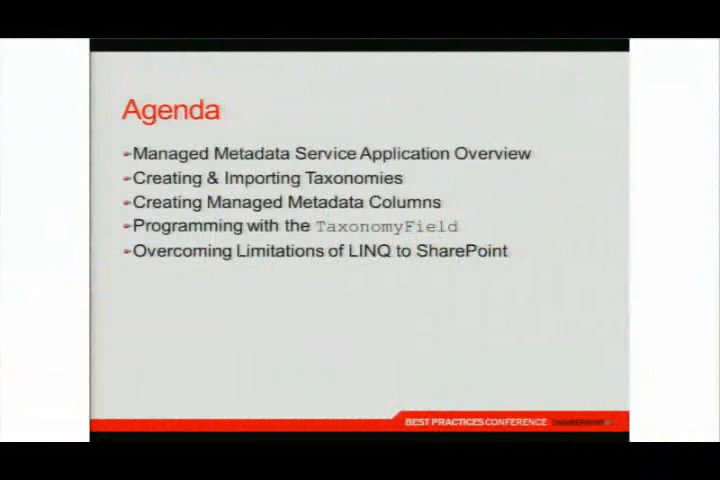 Agenda
Managed Metadata Service Application Overview
Creating & Importing Taxonomies
Creating Managed Metadata Columns
Programming with the TaxonomyField
Overcoming Limitations of LINQ to SharePoint
BEST PRACTICES CONFERENCE